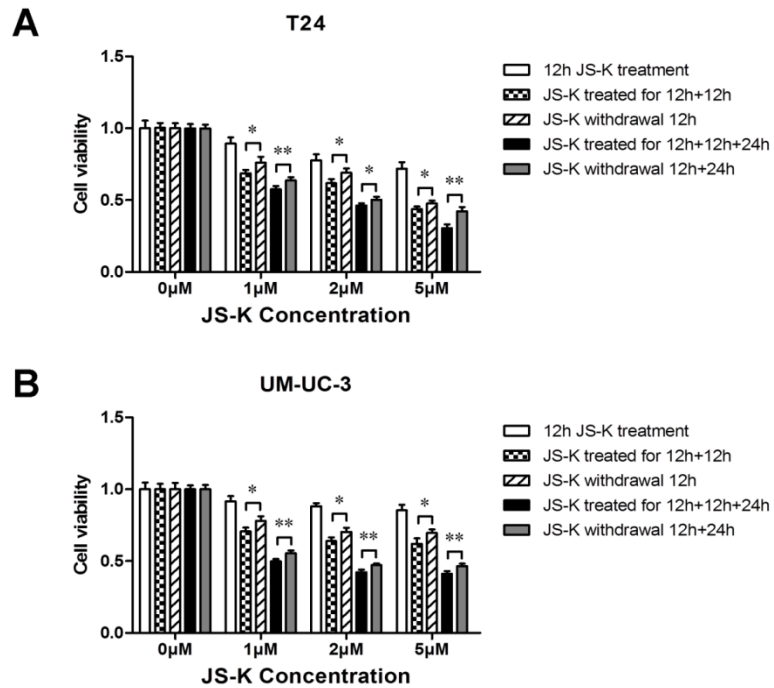 A
T24
1.5
1.0
0.5
0.0
Cell viability
* ** * * * **
0μM 1μM 2μM 5μM
JS-K Concentration
12h JS-K treatment
JS-K treated for 12h+12h
JS-K withdrawal 12h
JS-K treated for 12h+12h+24h
JS-K withdrawal 12h+24h
B
UM-UC-3
1.5
1.0
0.5
0.0
Cell viability
* ** * ** * **
0μM 1μM 2μM 5μM
JS-K Concentration
12h JS-K treatment
JS-K treated for 12h+12h
JS-K withdrawal 12h
JS-K treated for 12h+12h+24h
JS-K withdrawal 12h+24h